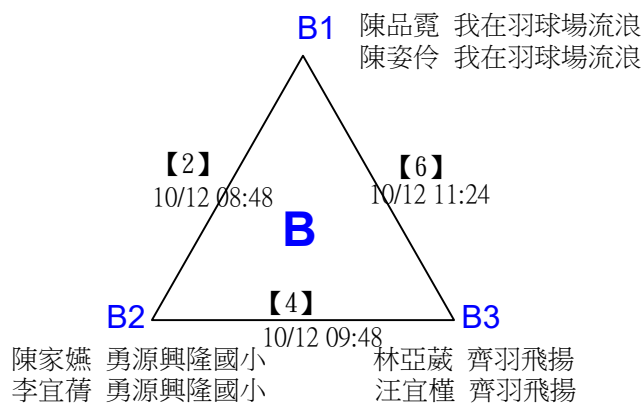 B1
陳品霓 我在羽球場流浪
陳姿伶 我在羽球場流浪
【2】
10/12 08:48
【6】
10/12 11:24
B
【4】
10/12 09:48
B2
B3
陳家嬿 勇源興隆國小
李宜蒨 勇源興隆國小
林亞葳 齊羽飛揚
汪宜槿 齊羽飛揚